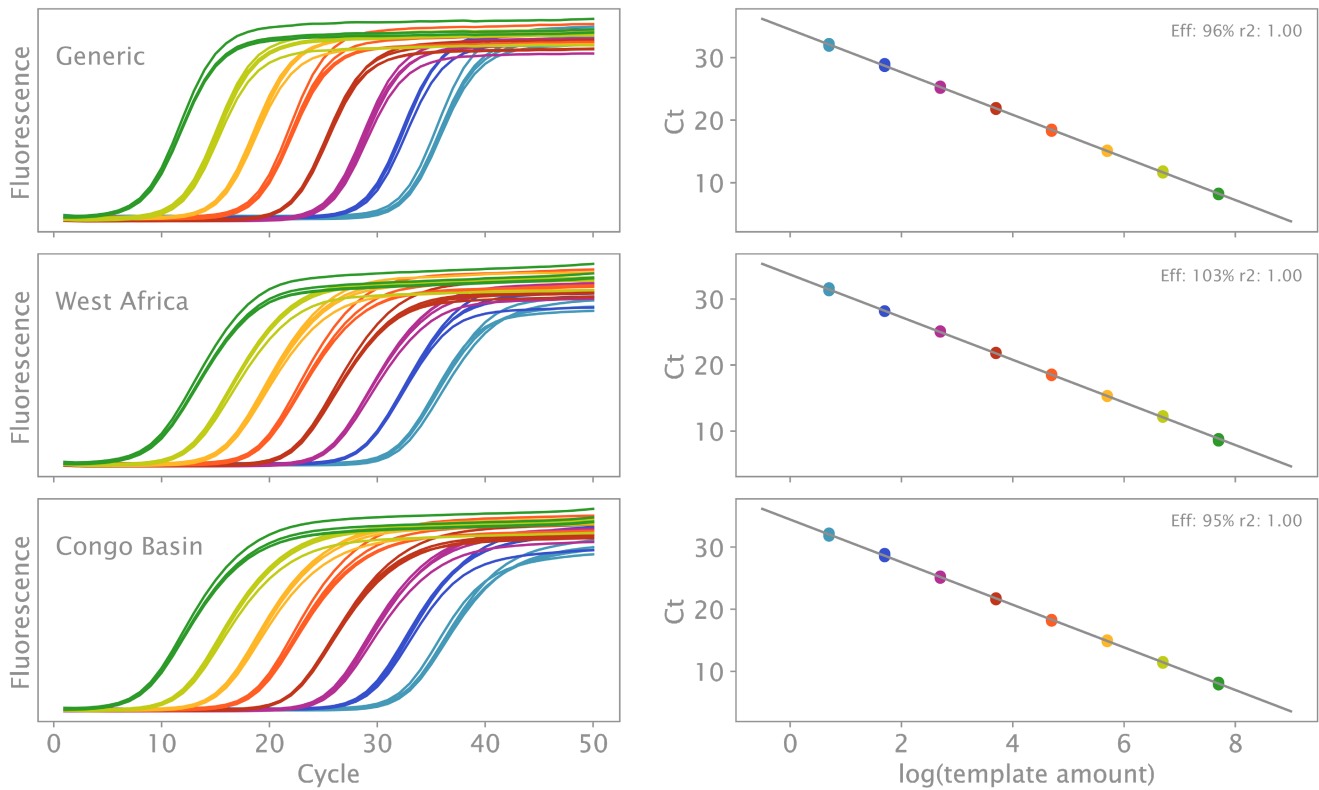 Fluorescence
Generic
Ct
30
20
10
Eff: 96% r2: 1.00
Fluorescence
West Africa
Ct
30
20
10
Eff: 103% r2: 1.00
Fluorescence
Congo Basin
0 10 20 30 40 50
Cycle
Ct
30
20
10
Eff: 95% r2: 1.00
0 2 4 6 8
log(template amount)